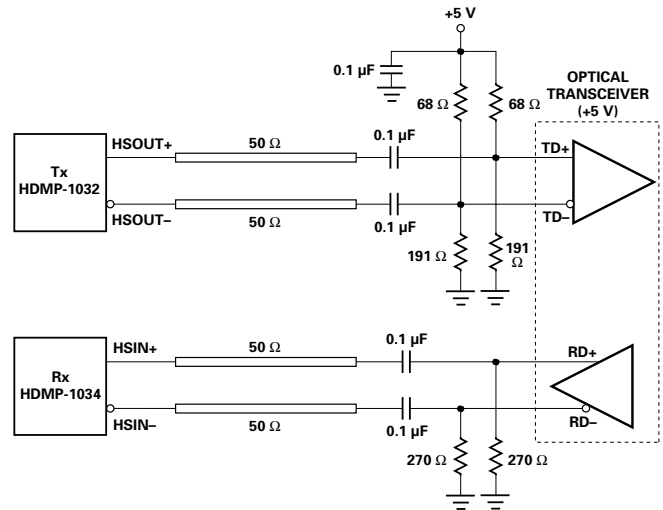 +5 V
0.1 µF
68 Ω
68 Ω
OPTICAL
TRANSCEIVER
(+5 V)
Tx
HDMP-1032
HSOUT+
50 Ω
0.1 µF
TD+
HSOUT–
50 Ω
0.1 µF
TD–
191 Ω
191
Ω
Rx
HDMP-1034
HSIN+
50 Ω
0.1 µF
RD+
HSIN–
50 Ω
0.1 µF
RD–
270 Ω
270 Ω